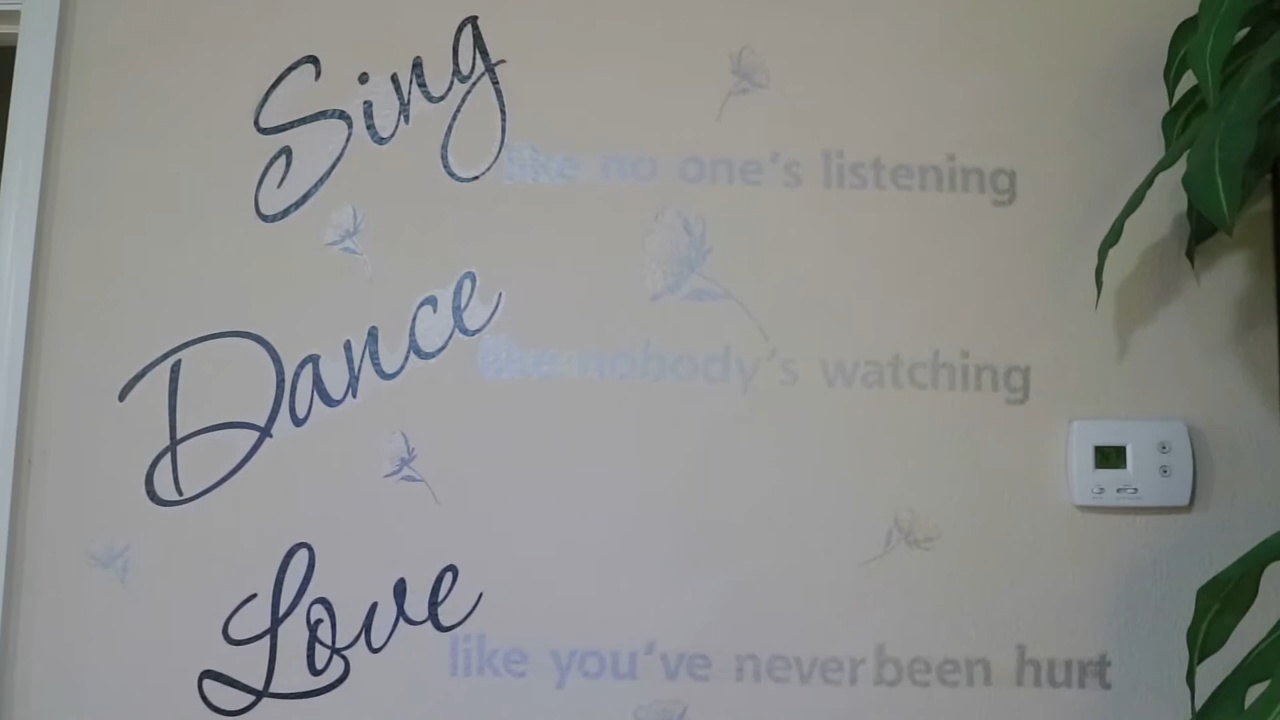 Sing
like no one's listening
Dance
like nobody's watching
Love
like you've never been hurt